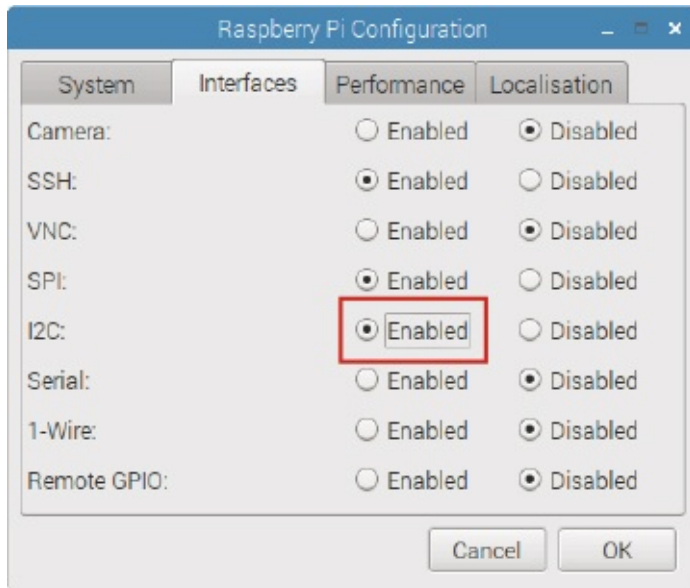 Raspberry Pi Configuration
System Interfaces Performance Localisation
Camera: Enabled Disabled
SSH: Enabled Disabled
VNC: Enabled Disabled
SPI: Enabled Disabled
I2C: Enabled Disabled
Serial: Enabled Disabled
1-Wire: Enabled Disabled
Remote GPIO: Enabled Disabled
Cancel OK